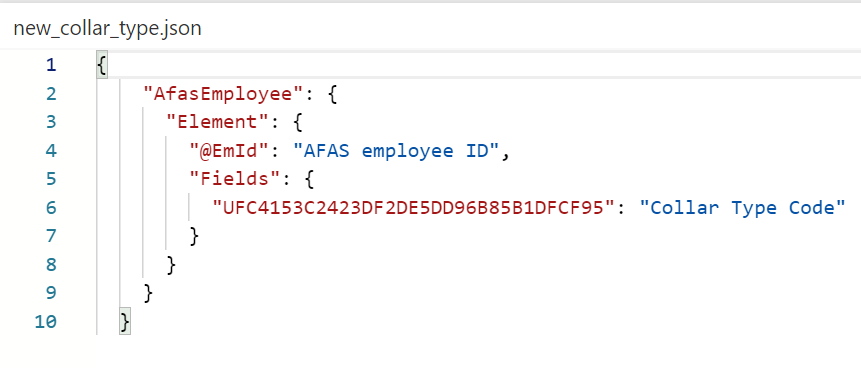 new_collar_type.json
1 {
2 "AfasEmployee": {
3 "Element": {
4 "@EmId": "AFAS employee ID",
5 "Fields": {
6 "UFC4153C2423DF2DE5DD96B85B1DFCF95": "Collar Type Code"
7 }
8 }
9 }
10 }